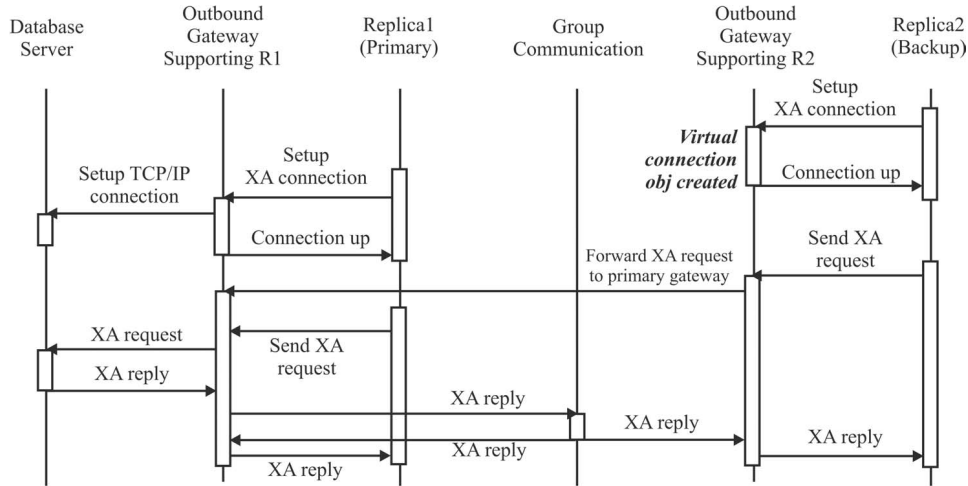 Database
Server
Outbound
Gateway
Supporting R1
Replica1
(Primary)
Group
Communication
Outbound
Gateway
Supporting R2
Replica2
(Backup)
Setup
XA connection
Virtual
connection
obj created
Connection up
Setup TCP/IP
connection
Setup
XA connection
Connection up
Forward XA request
to primary gateway
Send XA
request
XA request
Send XA
request
XA reply
XA reply
XA reply
XA reply
XA reply
XA reply